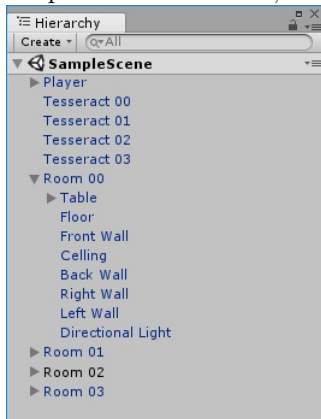 Hierarchy
Create All
SampleScene
Player
Tesseract 00
Tesseract 01
Tesseract 02
Tesseract 03
Room 00
Table
Floor
Front Wall
Celling
Back Wall
Right Wall
Left Wall
Directional Light
Room 01
Room 02
Room 03